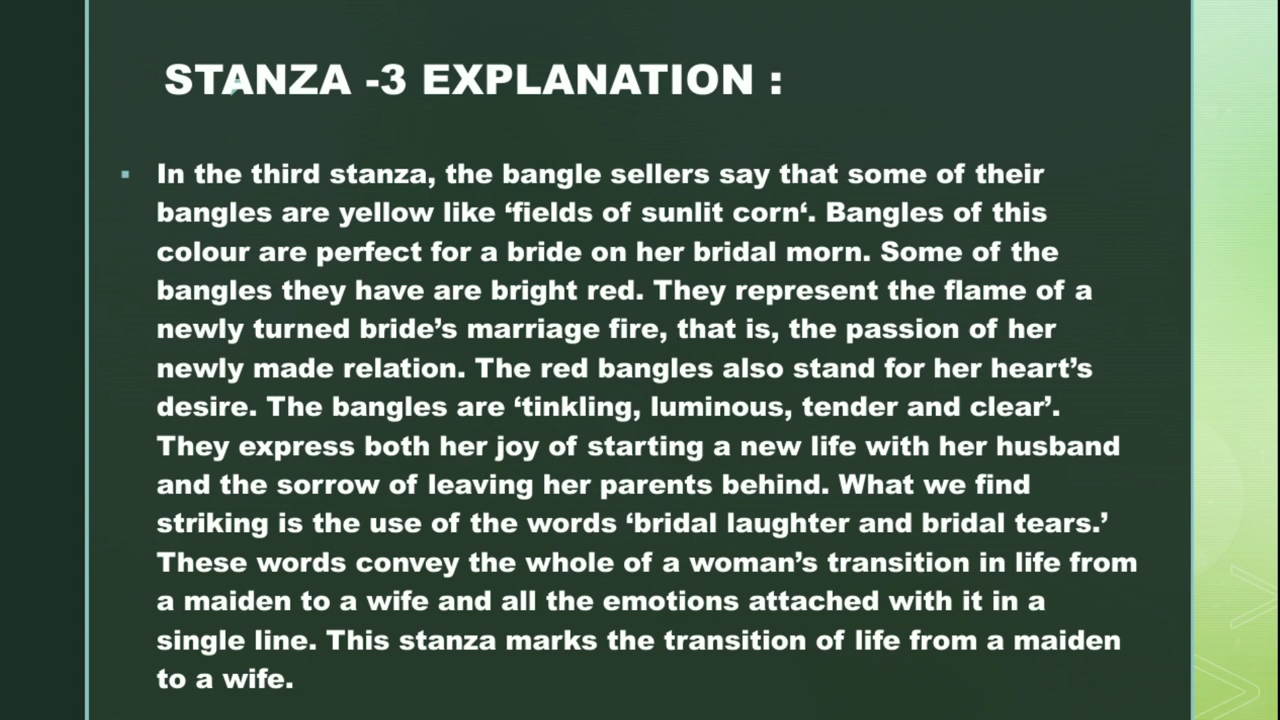 STANZA -3 EXPLANATION :
In the third stanza, the bangle sellers say that some of their
bangles are yellow like ‘fields of sunlit corn‘. Bangles of this
colour are perfect for a bride on her bridal morn. Some of the
bangles they have are bright red. They represent the flame of a
newly turned bride’s marriage fire, that is, the passion of her
newly made relation. The red bangles also stand for her heart’s
desire. The bangles are ‘tinkling, luminous, tender and clear’.
They express both her joy of starting a new life with her husband
and the sorrow of leaving her parents behind. What we find
striking is the use of the words ‘bridal laughter and bridal tears.’
These words convey the whole of a woman’s transition in life from
a maiden to a wife and all the emotions attached with it in a
single line. This stanza marks the transition of life from a maiden
to a wife.